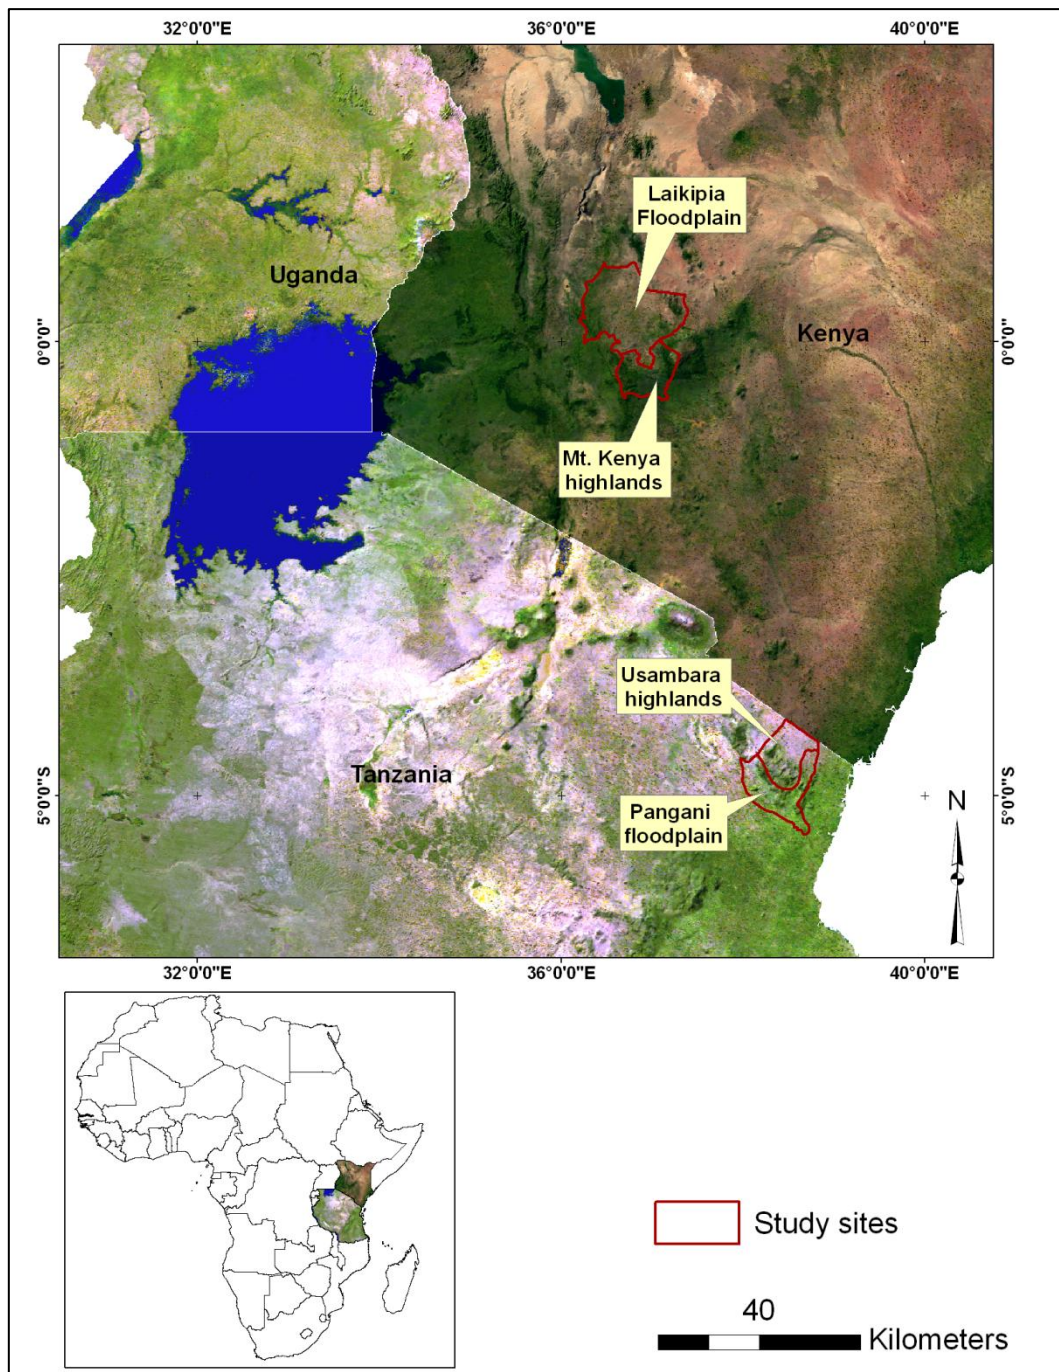 32°0'0"E
36°0'0"E
40°0'0"E
Laikipia
Floodplain
Uganda
Kenya
0°0'0"
0°0'0"
Mt. Kenya
highlands
Usambara
highlands
Tanzania
Pangani
floodplain
5°0'0"S
5°0'0"S
N
32°0'0"E
36°0'0"E
40°0'0"E
Study sites
40
Kilometers